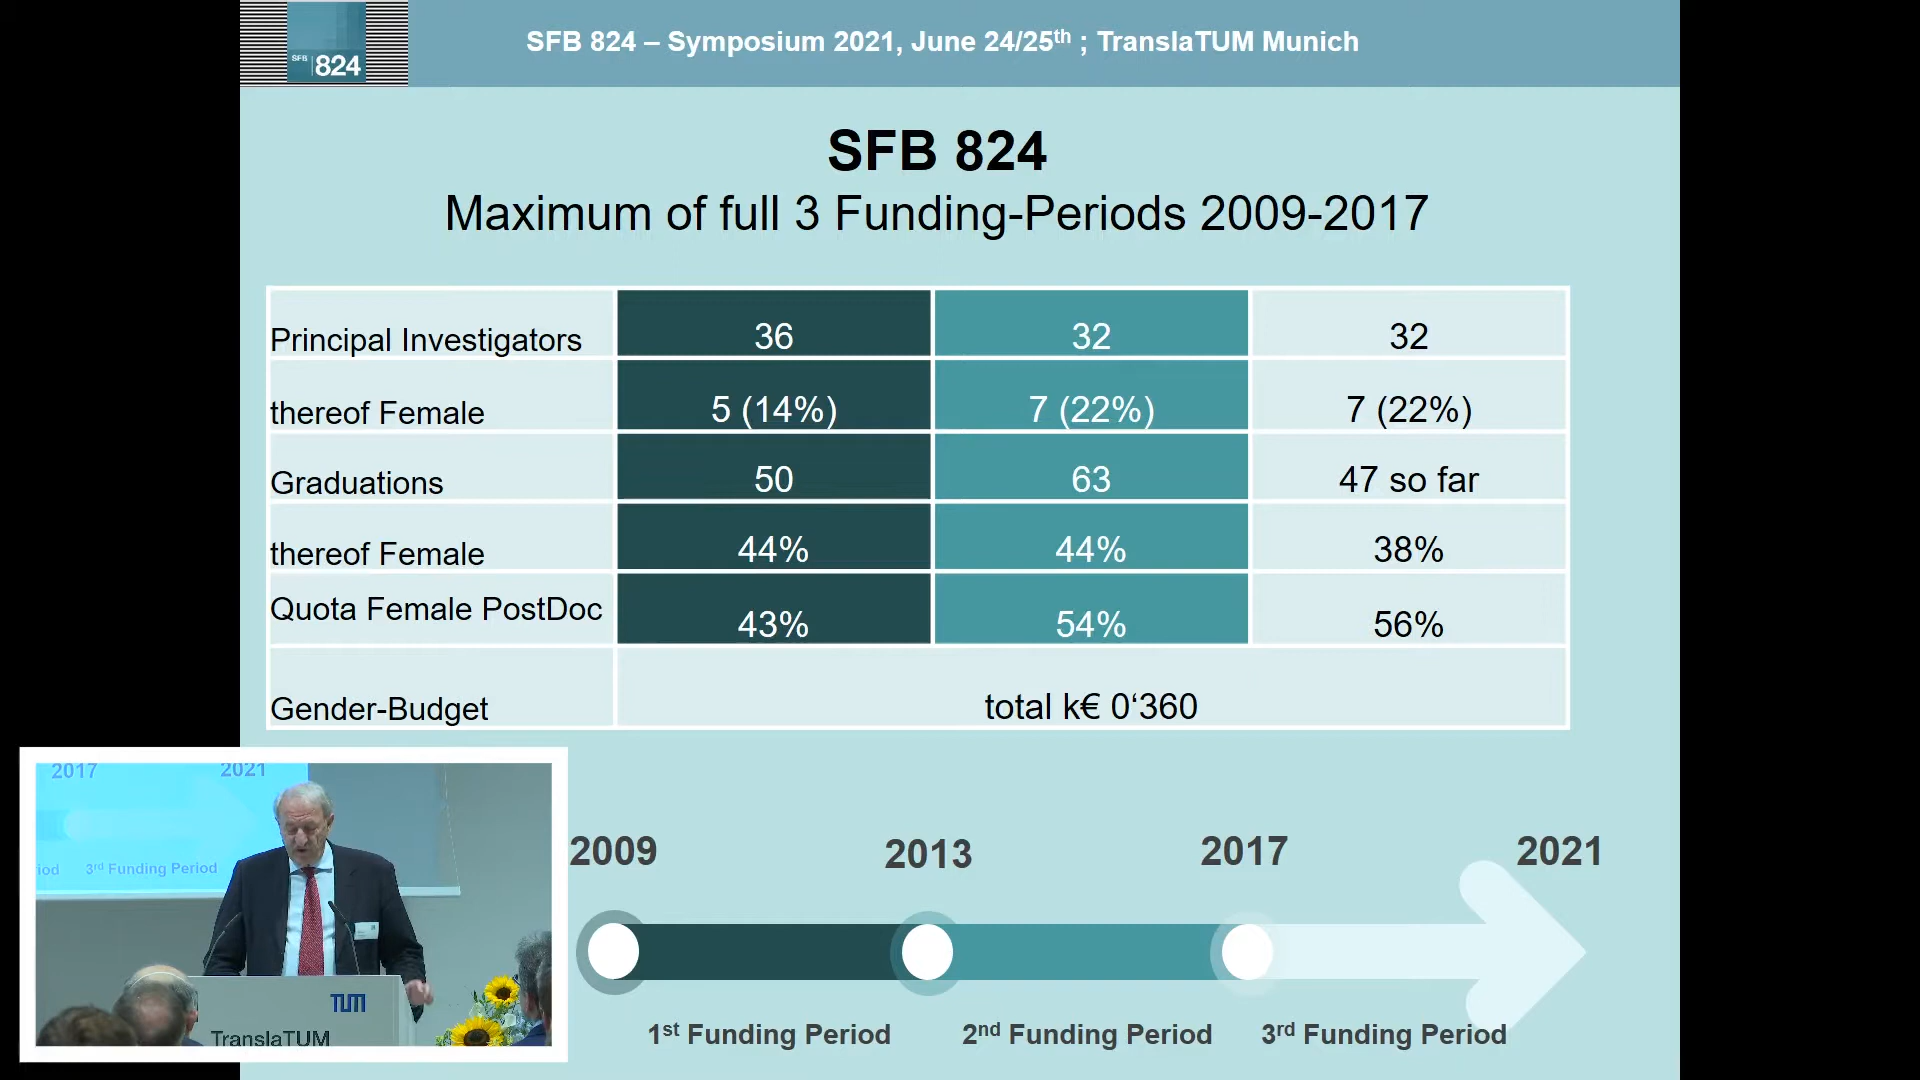 SFB 824
SFB 824 – Symposium 2021, June 24/25th ; TranslaTUM Munich
SFB 824
Maximum of full 3 Funding-Periods 2009-2017
Principal Investigators 36 32 32
thereof Female 5 (14%) 7 (22%) 7 (22%)
Graduations 50 63 47 so far
thereof Female 44% 44% 38%
Quota Female PostDoc 43% 54% 56%
Gender-Budget total k€ 0‘360
2009 2013 2017 2021
1st Funding Period 2nd Funding Period 3rd Funding Period
2017 2021
iod 3rd Funding Period
TUM
TranslaTUM